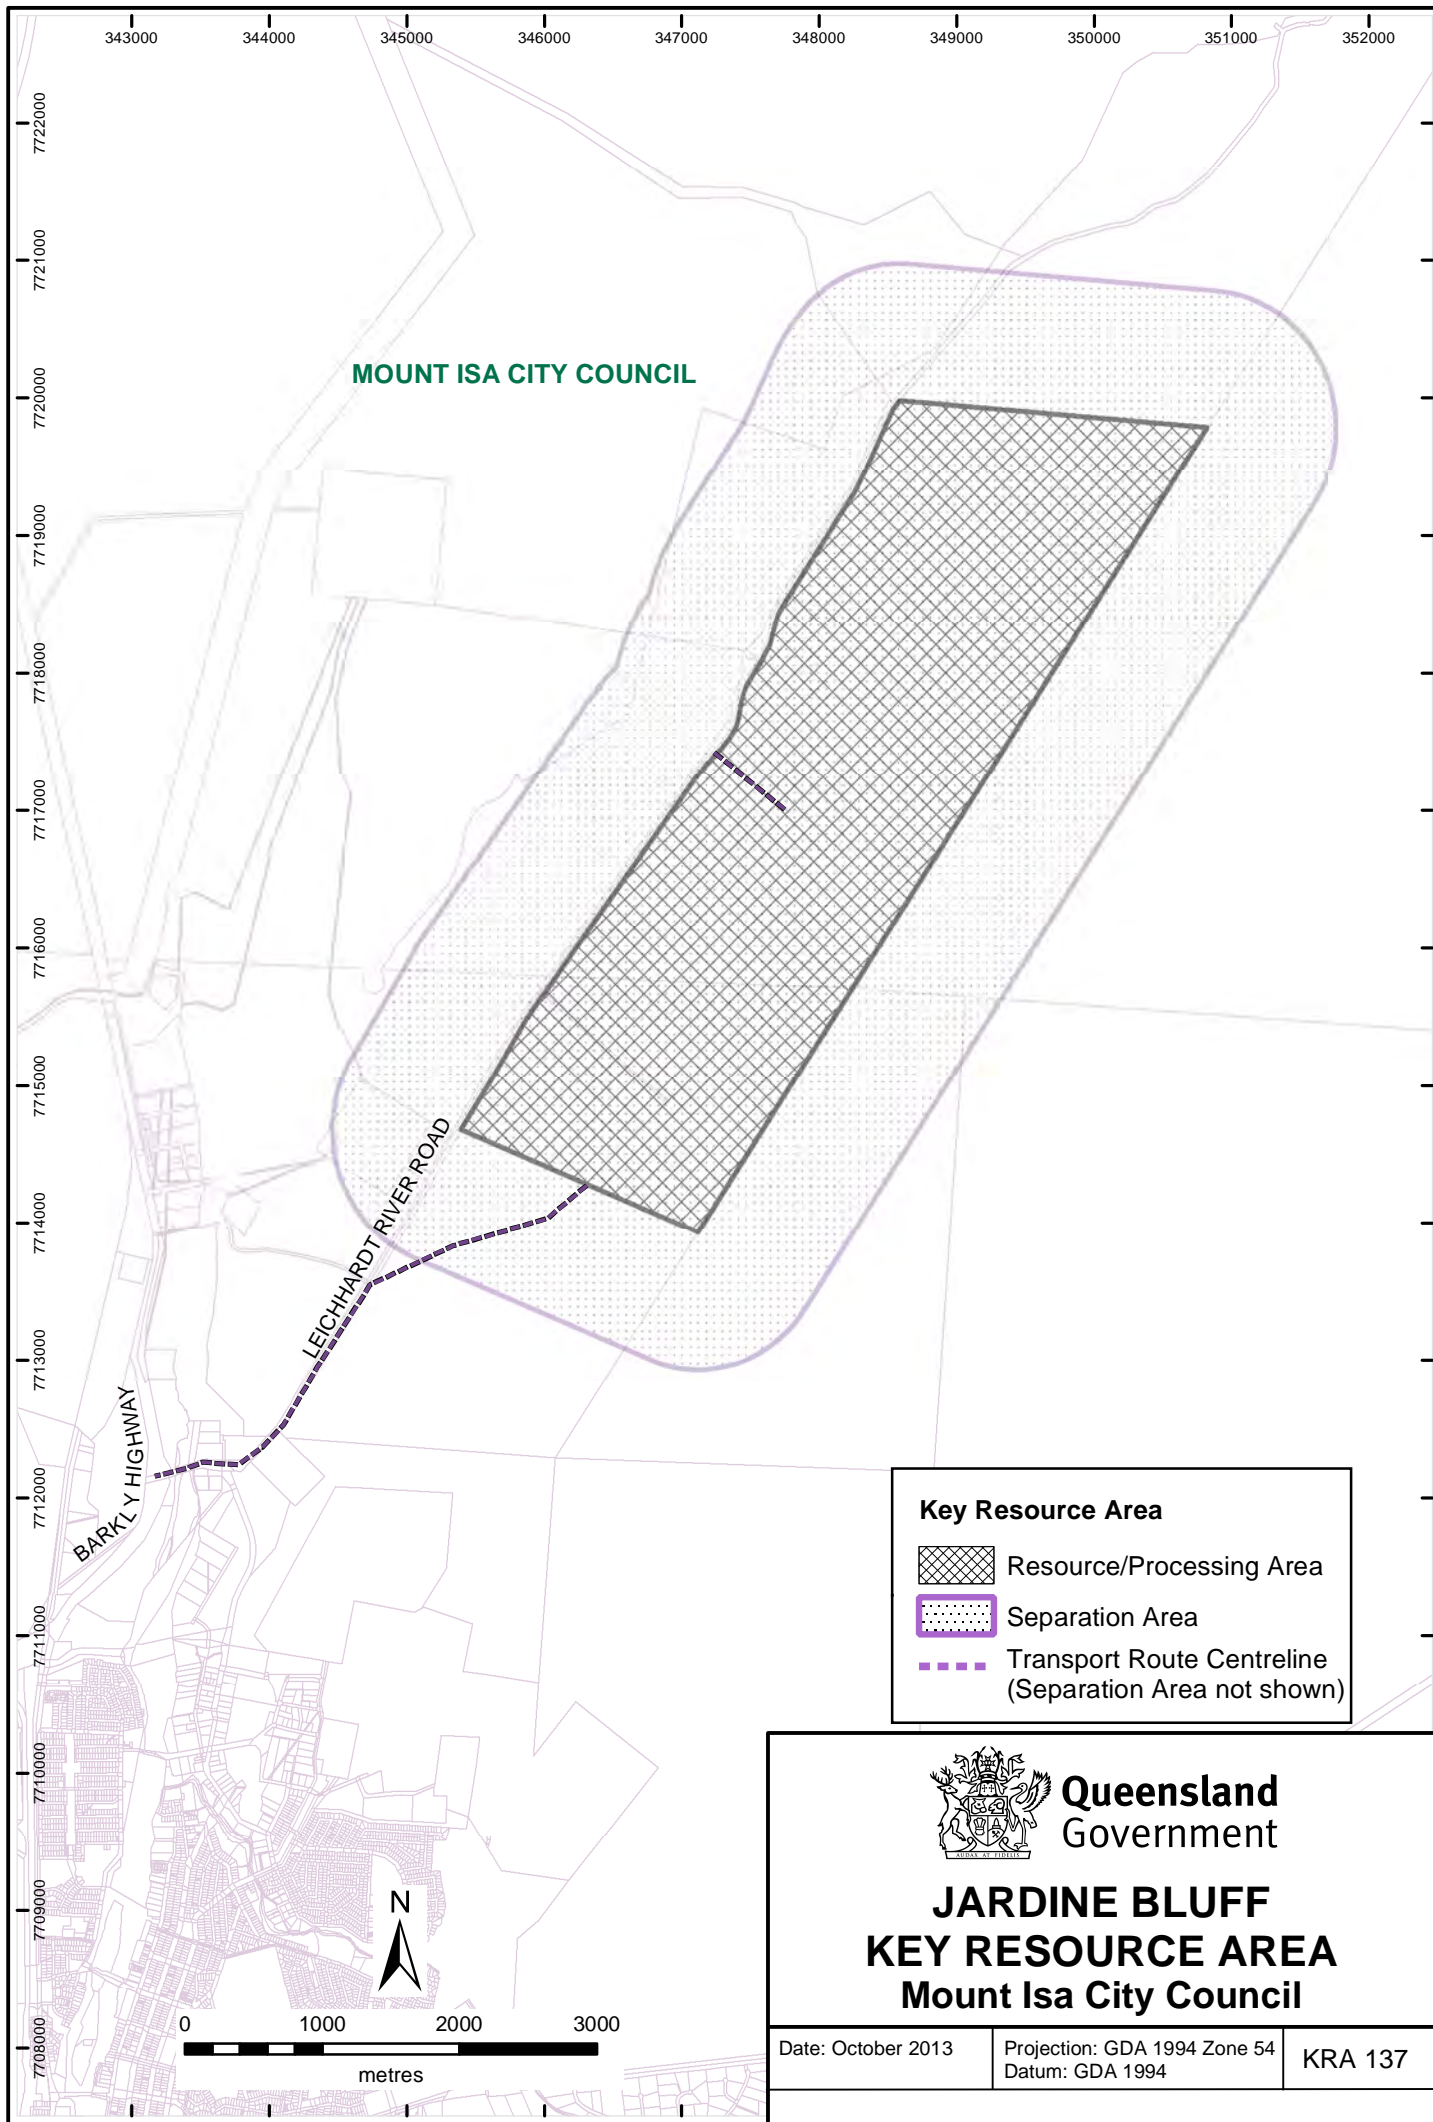 343000 344000 345000 346000 347000 348000 349000 350000 351000 352000
7722000
7721000
7720000
7719000
7718000
7717000
7716000
7715000
7714000
7713000
7712000
7711000
7710000
7709000
7708000
MOUNT ISA CITY COUNCIL
LEICHHARDT RIVER ROAD
BARKLY HIGHWAY
Key Resource Area
Resource/Processing Area
Separation Area
Transport Route Centreline
(Separation Area not shown)
N
0 1000 2000 3000
metres
AUDAX AT FIDELIS
Queensland
Government
JARDINE BLUFF
KEY RESOURCE AREA
Mount Isa City Council
Date: October 2013
Projection: GDA 1994 Zone 54
Datum: GDA 1994
KRA 137